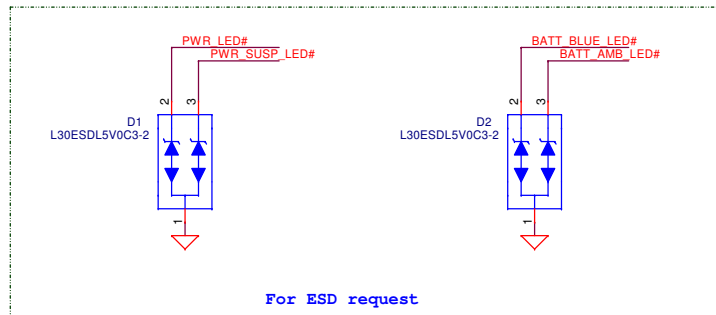 PWR_LED#
PWR_SUSP_LED#
2
3
D1
L30ESDL5V0C3-2
1
BATT_BLUE_LED#
BATT_AMB_LED#
2
3
D2
L30ESDL5V0C3-2
1
For ESD request